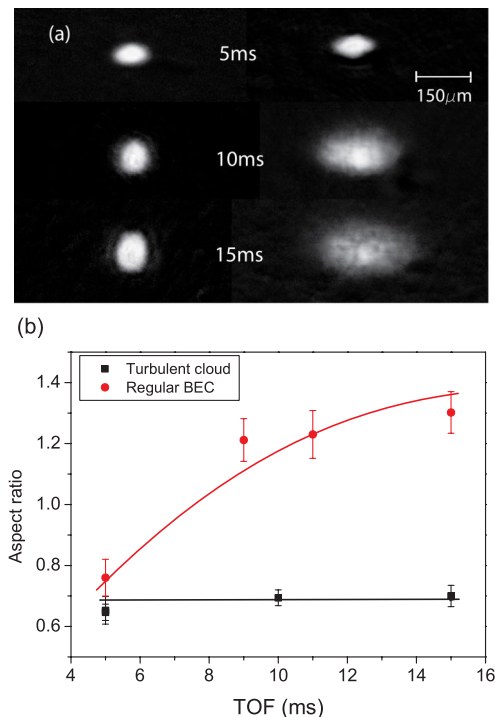 (a)
5ms
150μm
10ms
15ms
(b)
Turbulent cloud
Regular BEC
1.4
1.2
1.0
0.8
0.6
Aspect ratio
4 6 8 10 12 14 16
TOF (ms)